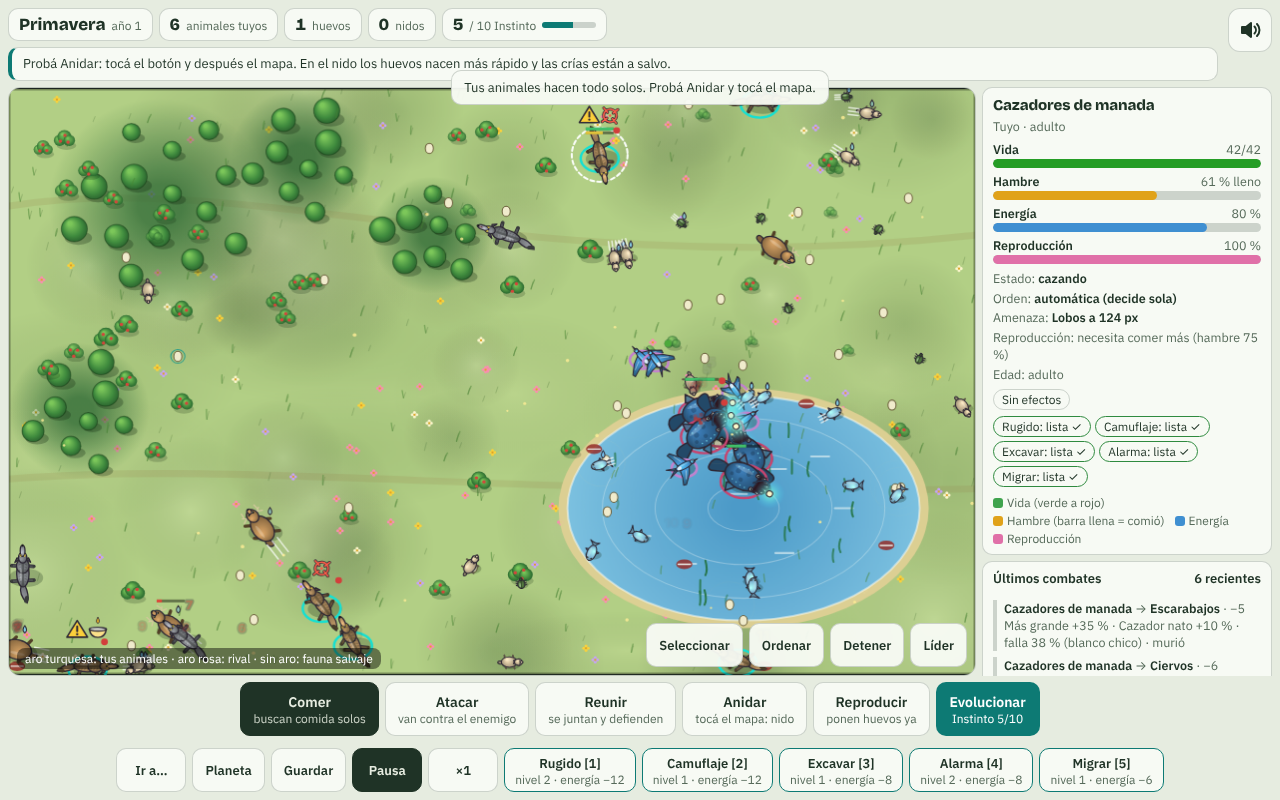 Primavera año 1
6 animales tuyos
1 huevos
0 nidos
5 / 10 Instinto
Probá Anidar: tocá el botón y después el mapa. En el nido los huevos nacen más rápido y las crías están a salvo.
Tus animales hacen todo solos. Probá Anidar y tocá el mapa.
Cazadores de manada
Tuyo · adulto
Vida 42/42
Hambre 61 % lleno
Energía 80 %
Reproducción 100 %
Estado: cazando
Orden: automática (decide sola)
Amenaza: Lobos a 124 px
Reproducción: necesita comer más (hambre 75
%)
Edad: adulto
Sin efectos
Rugido: lista ✓ Camuflaje: lista ✓
Excavar: lista ✓ Alarma: lista ✓
Migrar: lista ✓
Vida (verde a rojo)
Hambre (barra llena = comió) Energía
Reproducción
Últimos combates 6 recientes
Cazadores de manada → Escarabajos · −5
Más grande +35 % · Cazador nato +10 % ·
falla 38 % (blanco chico) · murió
Cazadores de manada → Ciervos · −6
aro turquesa: tus animales · aro rosa: rival · sin aro: fauna salvaje
Seleccionar Ordenar Detener Líder
Comer Atacar Reunir Anidar Reproducir Evolucionar
buscan comida solos van contra el enemigo se juntan y defienden tocá el mapa: nido ponen huevos ya Instinto 5/10
Ir a... Planeta Guardar Pausa ×1
Rugido [1] Camuflaje [2] Excavar [3] Alarma [4] Migrar [5]
nivel 2 · energía −12 nivel 1 · energía −12 nivel 1 · energía −8 nivel 2 · energía −8 nivel 1 · energía −6